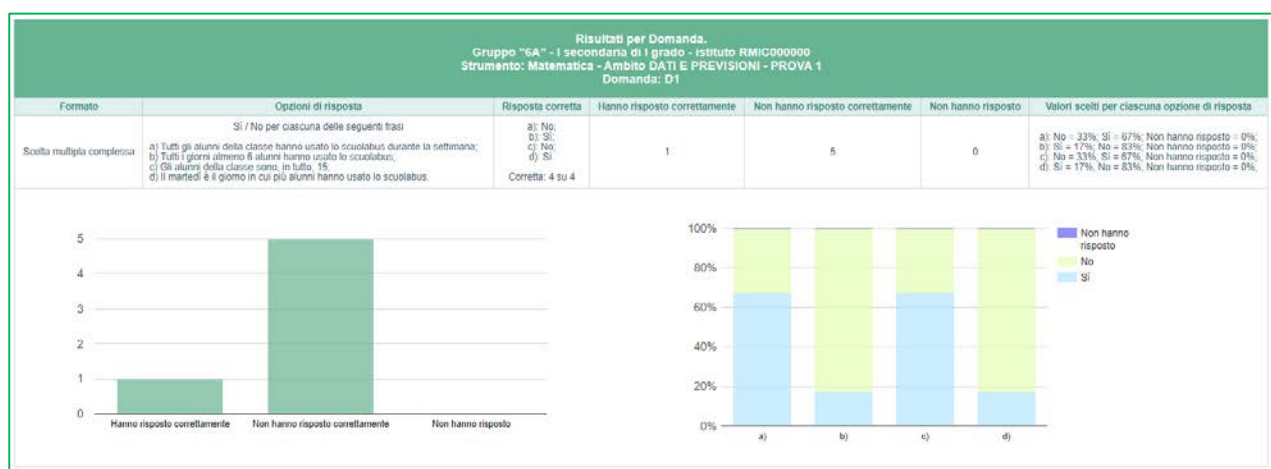 Risultati per Domanda.
Gruppo "6A" - I secondaria di I grado - Istituto RMIC000000
Strumento: Matematica - Ambito DATI E PREVISIONI - PROVA 1
Domanda: D1
Formato
Opzioni di risposta
Risposta corretta
Hanno risposto correttamente
Non hanno risposto correttamente
Non hanno risposto
Valori scelti per ciascuna opzione di risposta
Scelta multipla complessa
Sì / No per ciascuna delle seguenti frasi
a) Tutti gli alunni della classe hanno usato lo scuolabus durante la settimana;
b) Tutti i giorni almeno 6 alunni hanno usato lo scuolabus;
c) Gli alunni della classe sono, in tutto, 15;
d) Il martedì è il giorno in cui più alunni hanno usato lo scuolabus.
a): No;
b): Sì;
c): No;
d): Sì
Corretta: 4 su 4
1
5
0
a): No = 33%; Sì = 67%; Non hanno risposto = 0%;
b): Sì = 17%, No = 83%, Non hanno risposto = 0%;
c): No = 33%, Sì = 67%, Non hanno risposto = 0%;
d): Sì = 17%, No = 83%, Non hanno risposto = 0%;
5
4
3
2
1
0
Hanno risposto correttamente
Non hanno risposto correttamente
Non hanno risposto
100%
80%
60%
40%
20%
0%
a)
b)
c)
d)
Non hanno
risposto
No
Sì